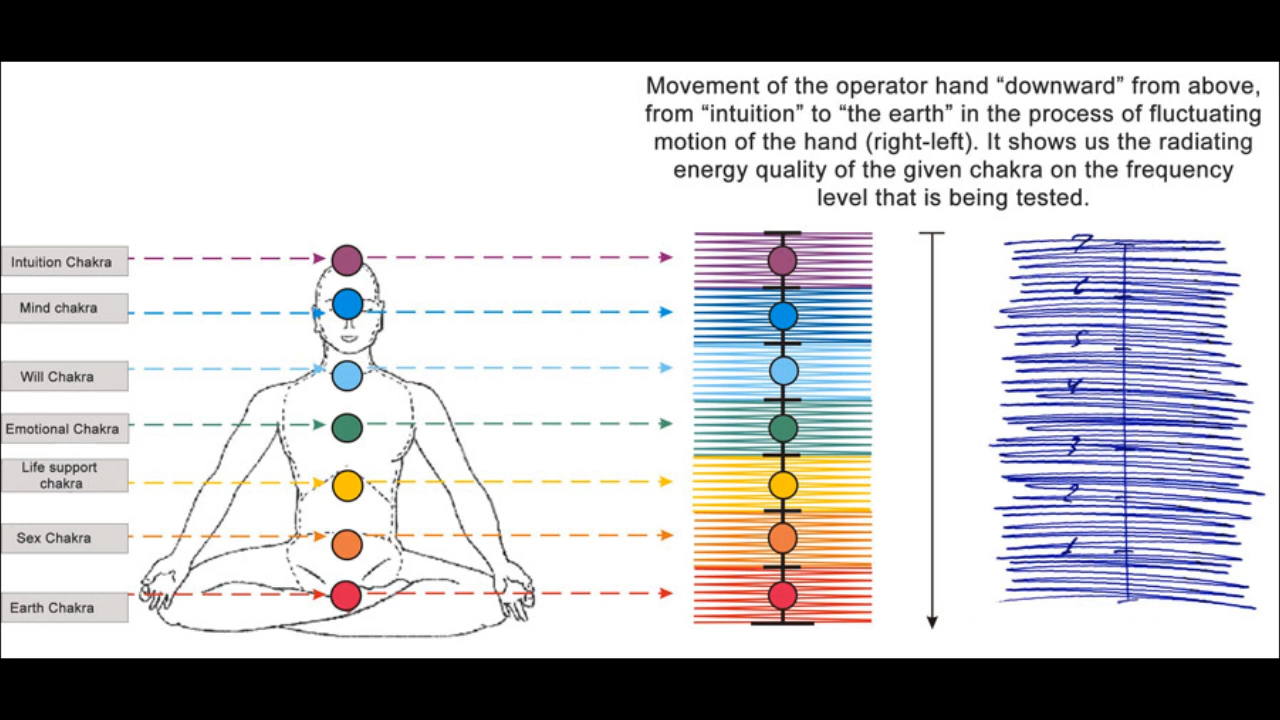 Movement of the operator hand “downward” from above,
from “intuition” to “the earth” in the process of fluctuating
motion of the hand (right-left). It shows us the radiating
energy quality of the given chakra on the frequency
level that is being tested.
Intuition Chakra
Mind chakra
Will Chakra
Emotional Chakra
Life support
chakra
Sex Chakra
Earth Chakra
7
6
5
4
3
2
1